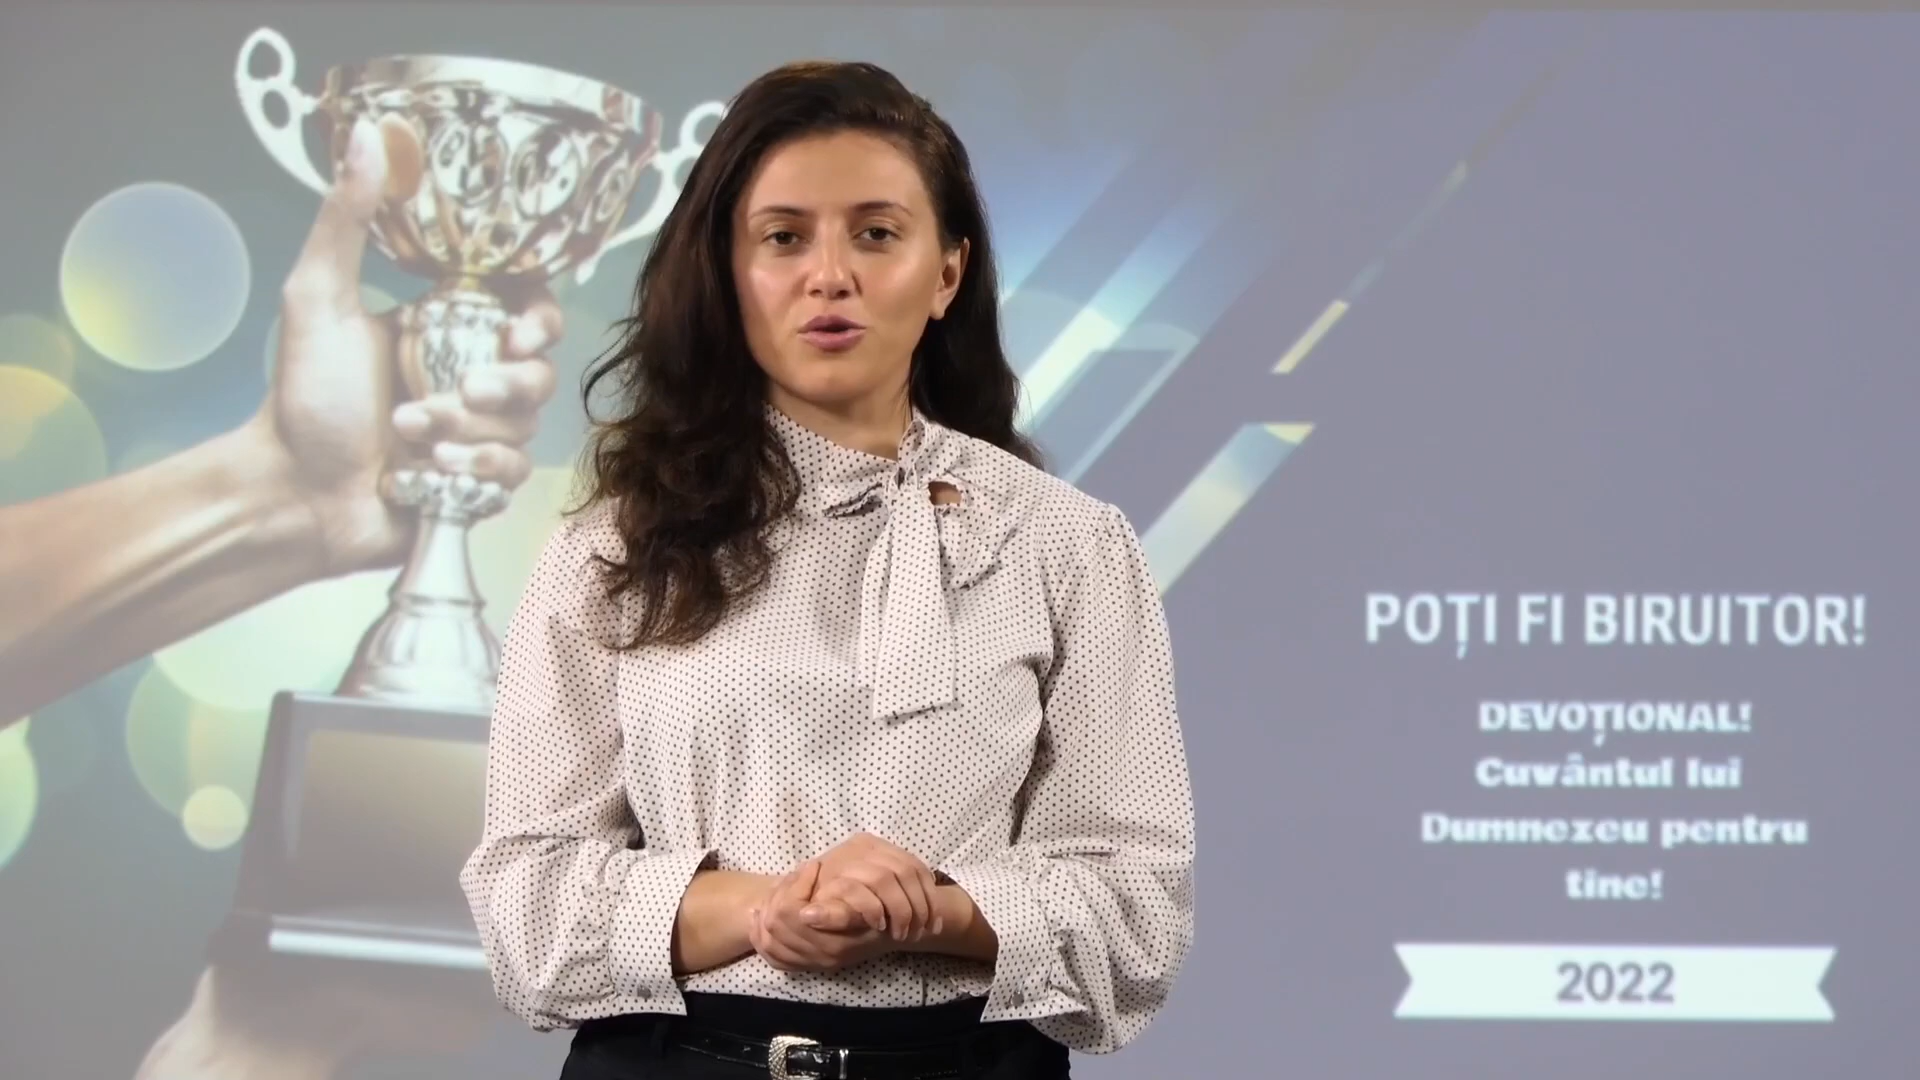 POȚI FI BIRUITOR!
DEVOȚIONAL!
Cuvântul lui
Dumnezeu pentru
tine!
2022